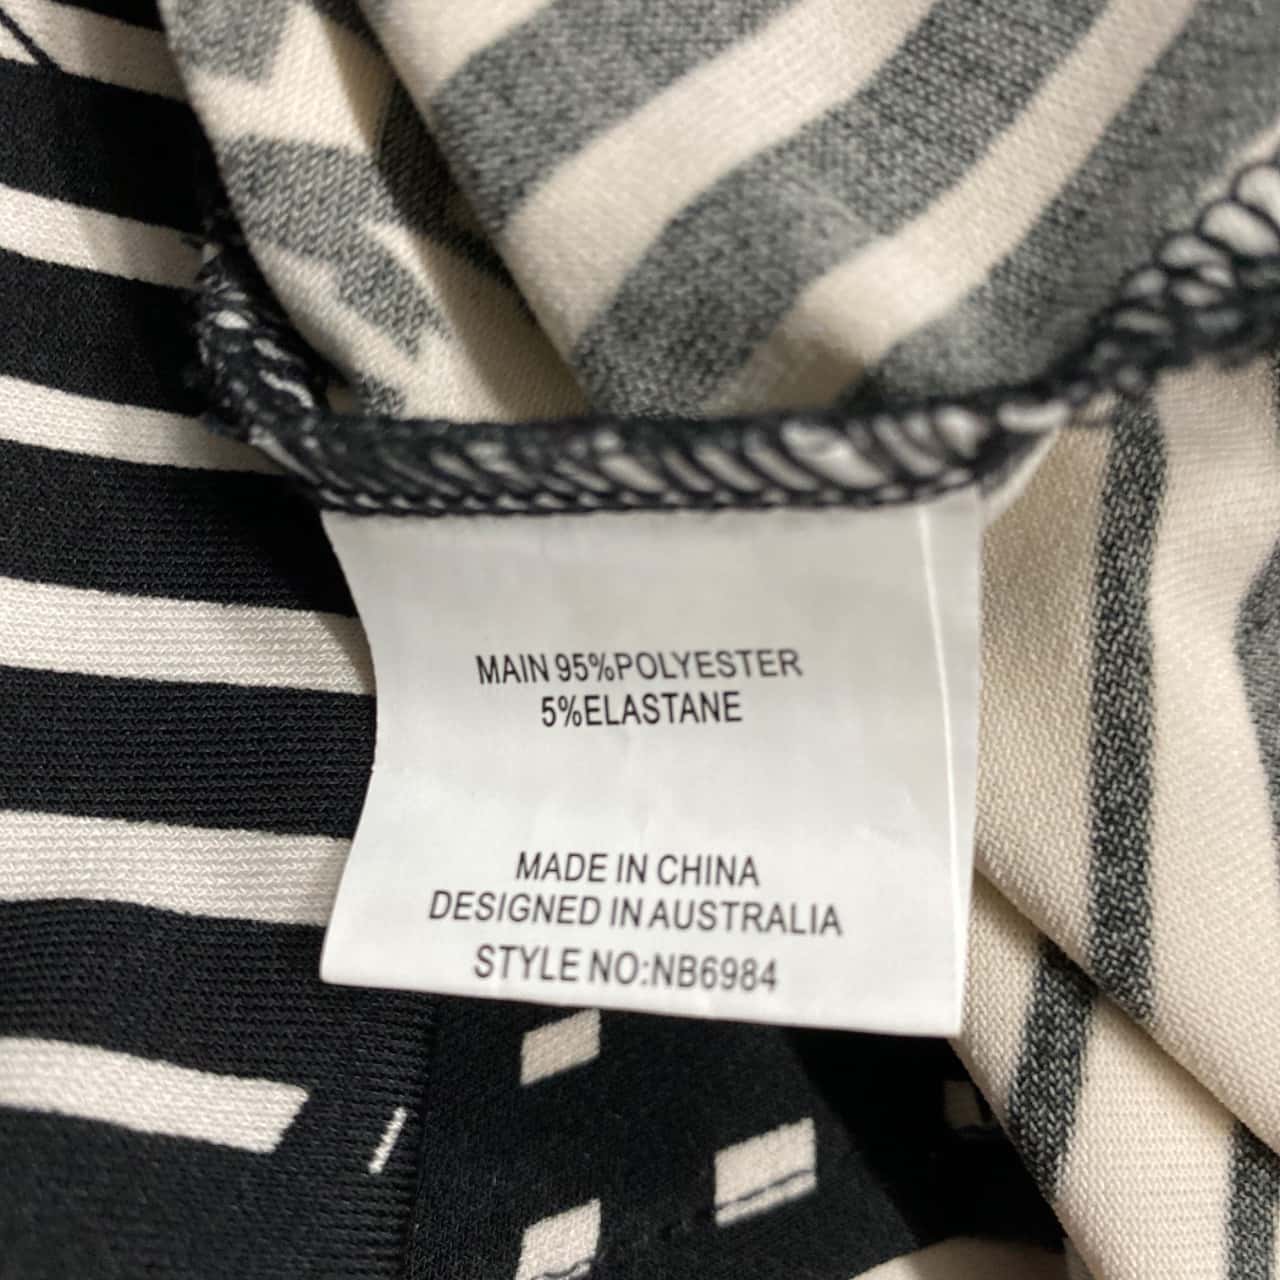 MAIN 95%POLYESTER
5%ELASTANE
MADE IN CHINA
DESIGNED IN AUSTRALIA
STYLE NO:NB6984